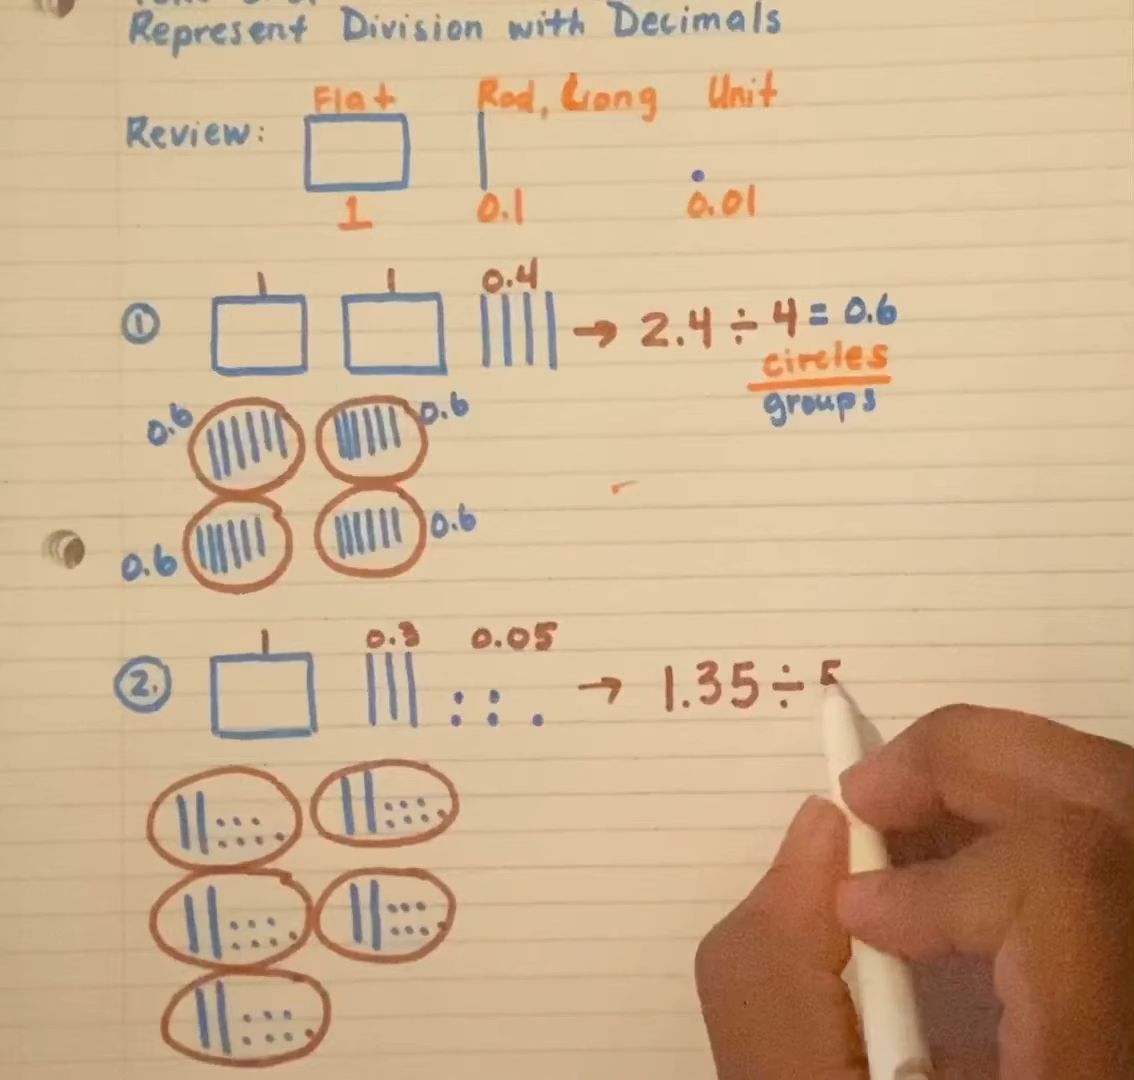 Represent Division with Decimals
Flat Rod, Long Unit
Review:
1 0.1 0.01
1 1 0.4
① → 2.4 ÷ 4 = 0.6
circles
groups
0.6 0.6
0.6 0.6
1 0.3 0.05
2. → 1.35 ÷ 5